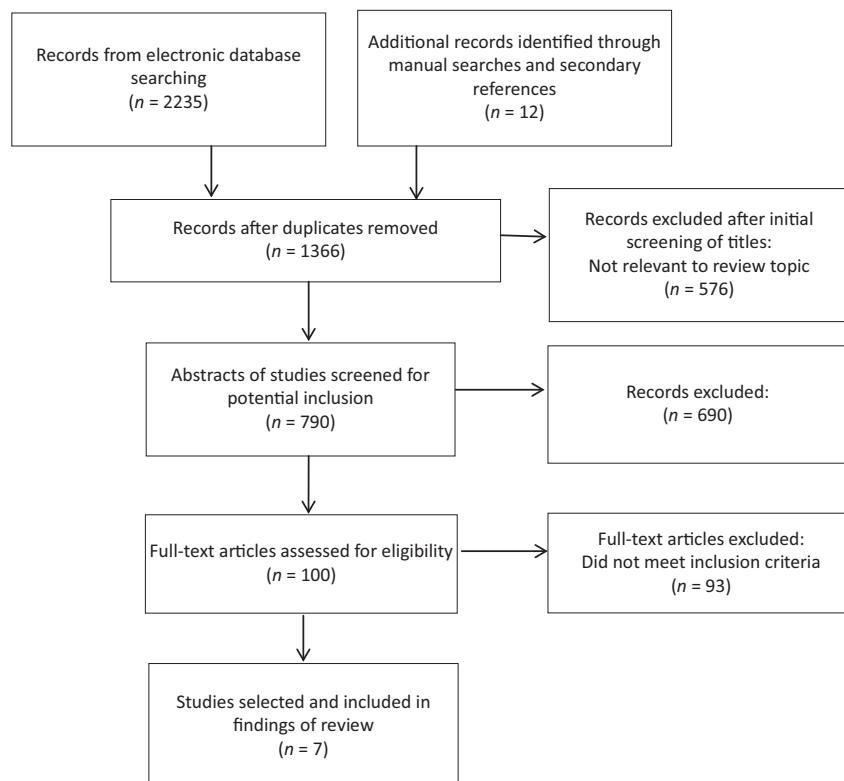 Records from electronic database
searching
(n = 2235)
Additional records identified through
manual searches and secondary
references
(n = 12)
Records after duplicates removed
(n = 1366)
Records excluded after initial
screening of titles:
Not relevant to review topic
(n = 576)
Abstracts of studies screened for
potential inclusion
(n = 790)
Records excluded:
(n = 690)
Full-text articles assessed for eligibility
(n = 100)
Full-text articles excluded:
Did not meet inclusion criteria
(n = 93)
Studies selected and included in
findings of review
(n = 7)